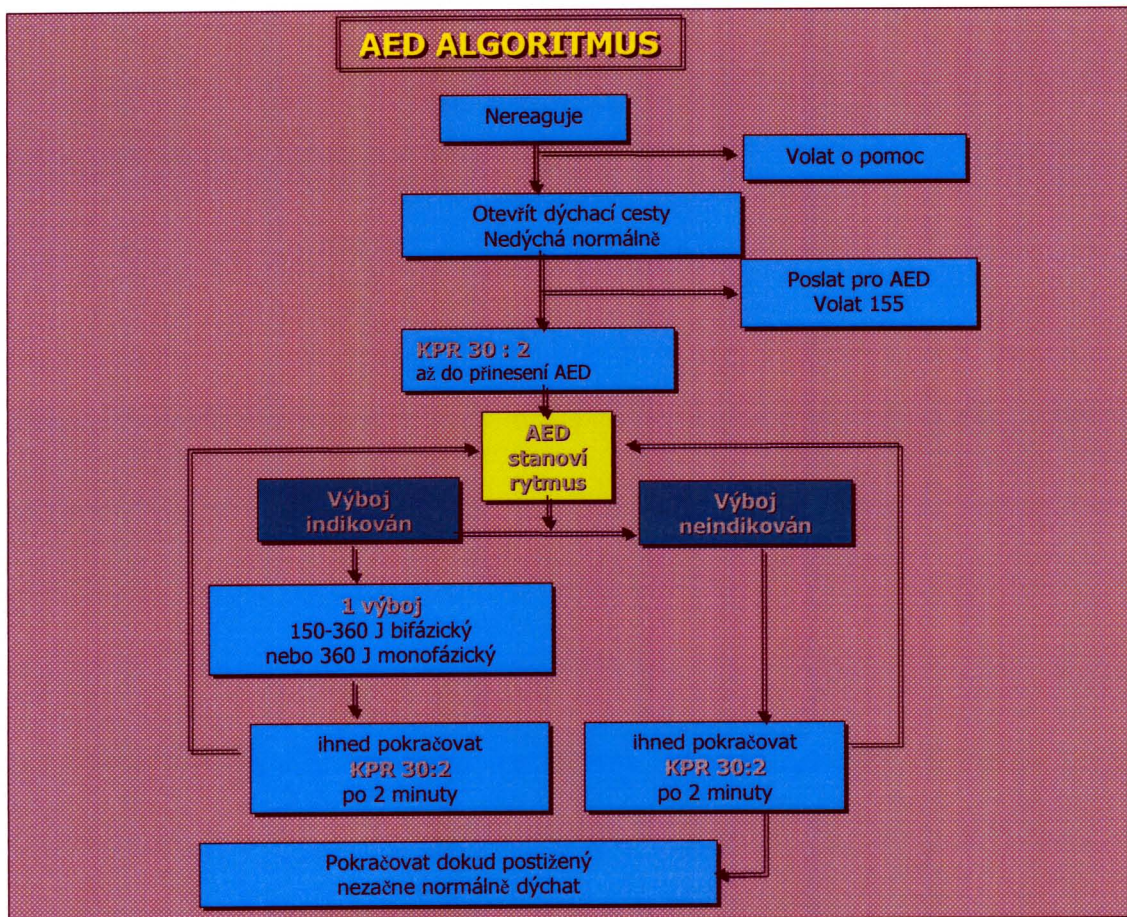 AED ALGORITMUS
Nereaguje
Volat o pomoc
Otevřít dýchací cesty
Nedýchá normálně
Poslat pro AED
Volat 155
KPR 30 : 2
až do přinesení AED
AED
stanoví
rytmus
Výboj
indikován
Výboj
neindikován
1 výboj
150-360 J bifázický
nebo 360 J monofázický
ihned pokračovat
KPR 30:2
po 2 minuty
ihned pokračovat
KPR 30:2
po 2 minuty
Pokračovat dokud postižený
nezačne normálně dýchat